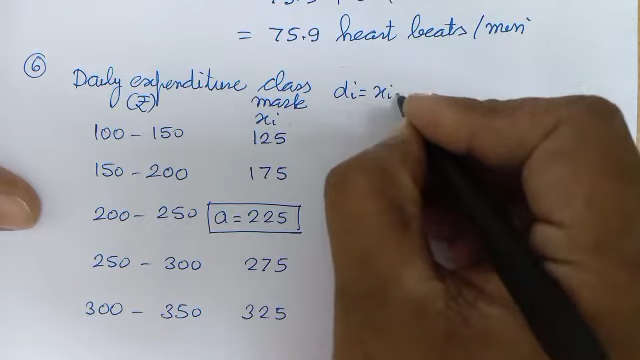 = 75.9 heart beats/min
⑥ Daily expenditure (₹) class mark xi di = xi
100 - 150 125
150 - 200 175
200 - 250 a = 225
250 - 300 275
300 - 350 325